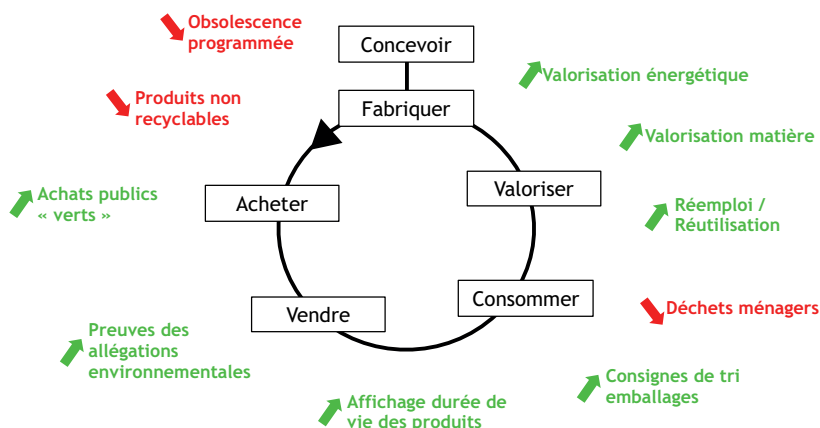 Obsolescence
programmée
Concevoir
Valorisation énergétique
Produits non
recyclables
Fabriquer
Valorisation matière
Achats publics
« verts »
Acheter
Valoriser
Réemploi /
Réutilisation
Vendre
Consommer
Déchets ménagers
Preuves des
allégations
environnementales
Affichage durée de
vie des produits
Consignes de tri
emballages